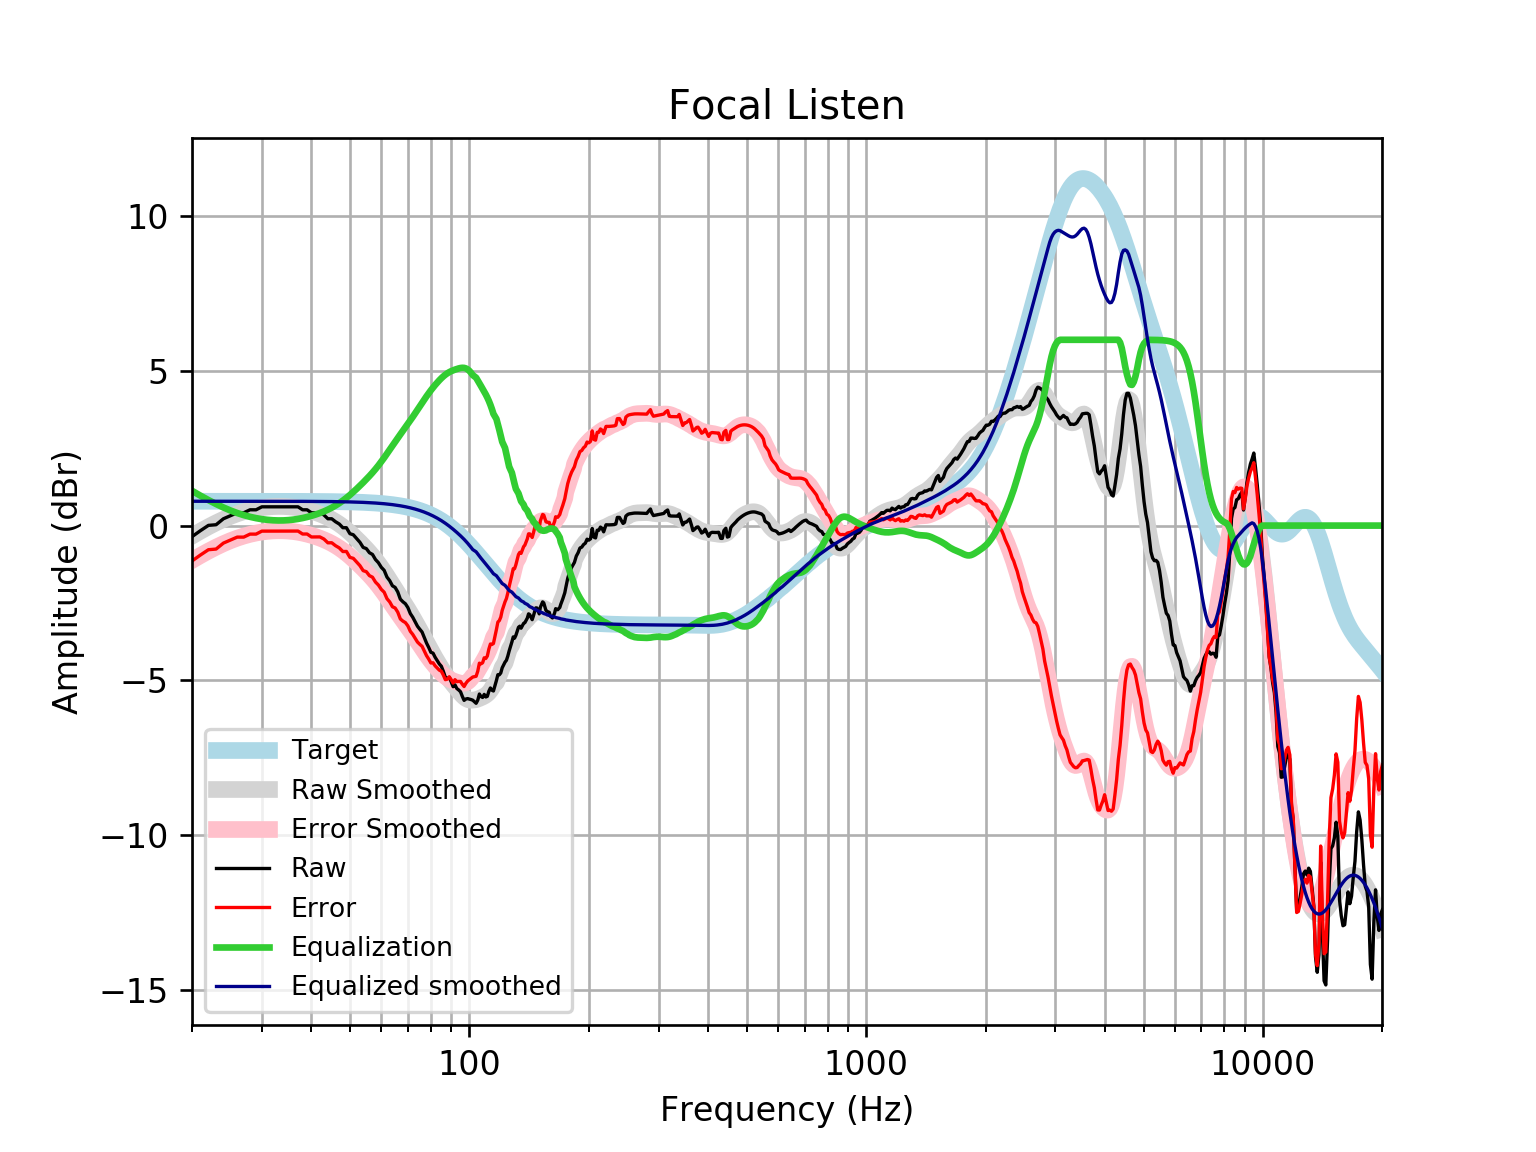 Focal Listen
Amplitude (dBr)
10
5
0
−5
−10
−15
Target
Raw Smoothed
Error Smoothed
Raw
Error
Equalization
Equalized smoothed
100
1000
10000
Frequency (Hz)